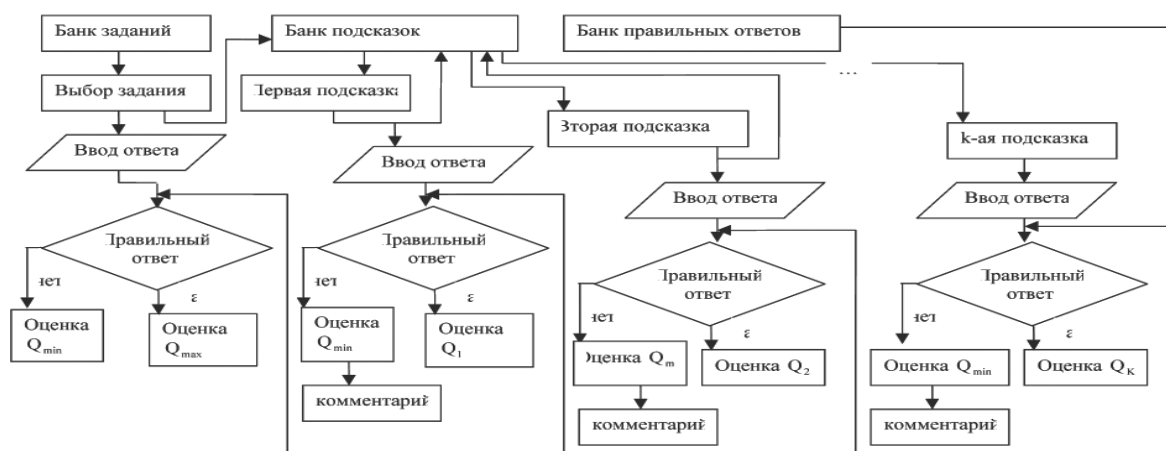 Банк заданий
Банк подсказок
Банк правильных ответов
...
Выбор задания
Первая подсказка
Вторая подсказка
k-ая подсказка
Ввод ответа
Ввод ответа
Ввод ответа
Ввод ответа
Правильный
ответ
Правильный
ответ
Правильный
ответ
Правильный
ответ
нет
ε
нет
ε
нет
ε
нет
ε
Оценка
Qmin
Оценка
Qmax
Оценка
Qmin
Оценка
Q1
Оценка Qm
Оценка Q2
Оценка Qmin
Оценка QK
комментарий
комментарий
комментарий